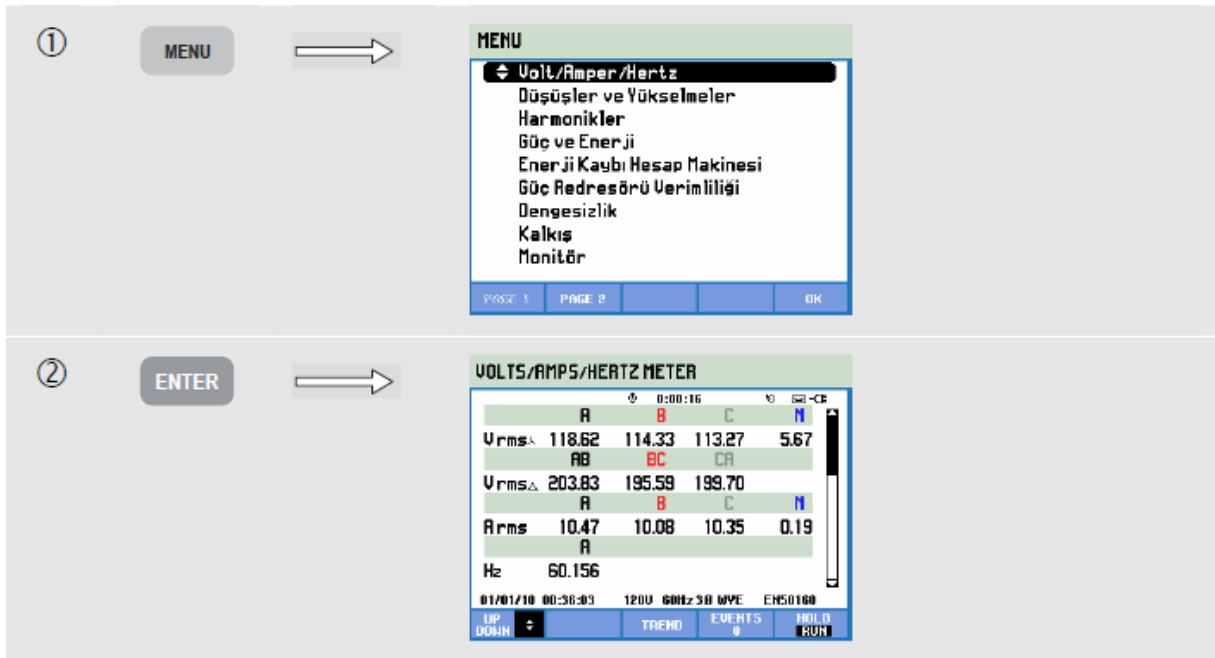 ①
MENU
MENU
Volt/Amper/Hertz
Düşüşler ve Yükselmeler
Harmonikler
Güç ve Enerji
Enerji Kaybı Hesap Makinesi
Güç Redresörü Verimliliği
Dengesizlik
Kalkış
Monitör
PAGE 1 PAGE 2 OK
②
ENTER
VOLTS/AMPS/HERTZ METER
0:00:16
A B C N
Vrms 118.62 114.33 113.27 5.67
AB BC CA
Vrms△ 203.83 195.59 199.70
A B C N
Arms 10.47 10.08 10.35 0.19
A
Hz 60.156
01/01/10 00:36:03 120V 60Hz 3Ø WYE EN50160
UP DOWN TREND EVENTS 0 HOLD RUN